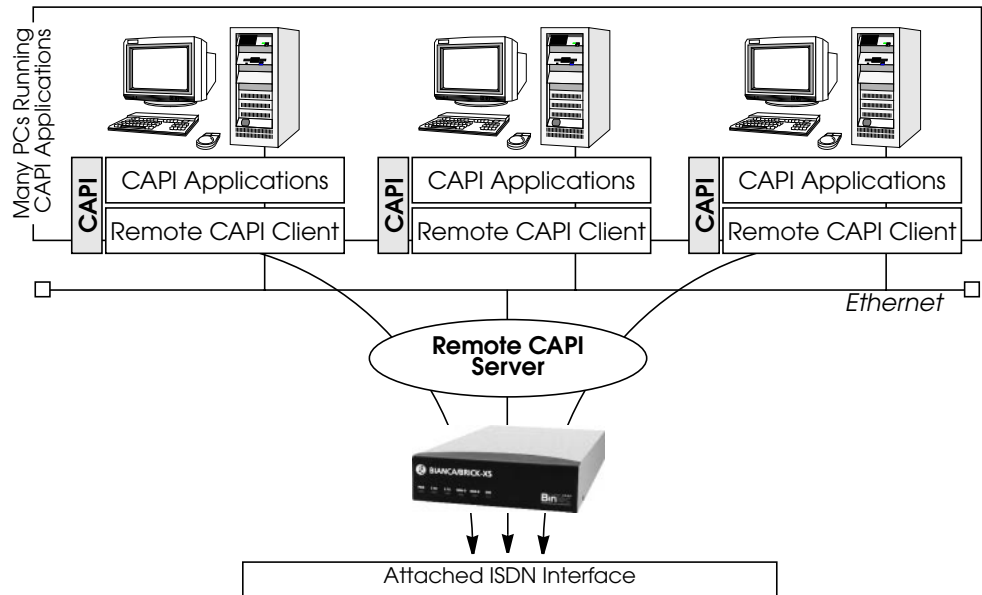 Many PCs Running
CAPI Applications
CAPI
CAPI Applications
Remote CAPI Client
CAPI
CAPI Applications
Remote CAPI Client
CAPI
CAPI Applications
Remote CAPI Client
Ethernet
Remote CAPI
Server
BIANCA/BRICK-XS
Bin
Attached ISDN Interface